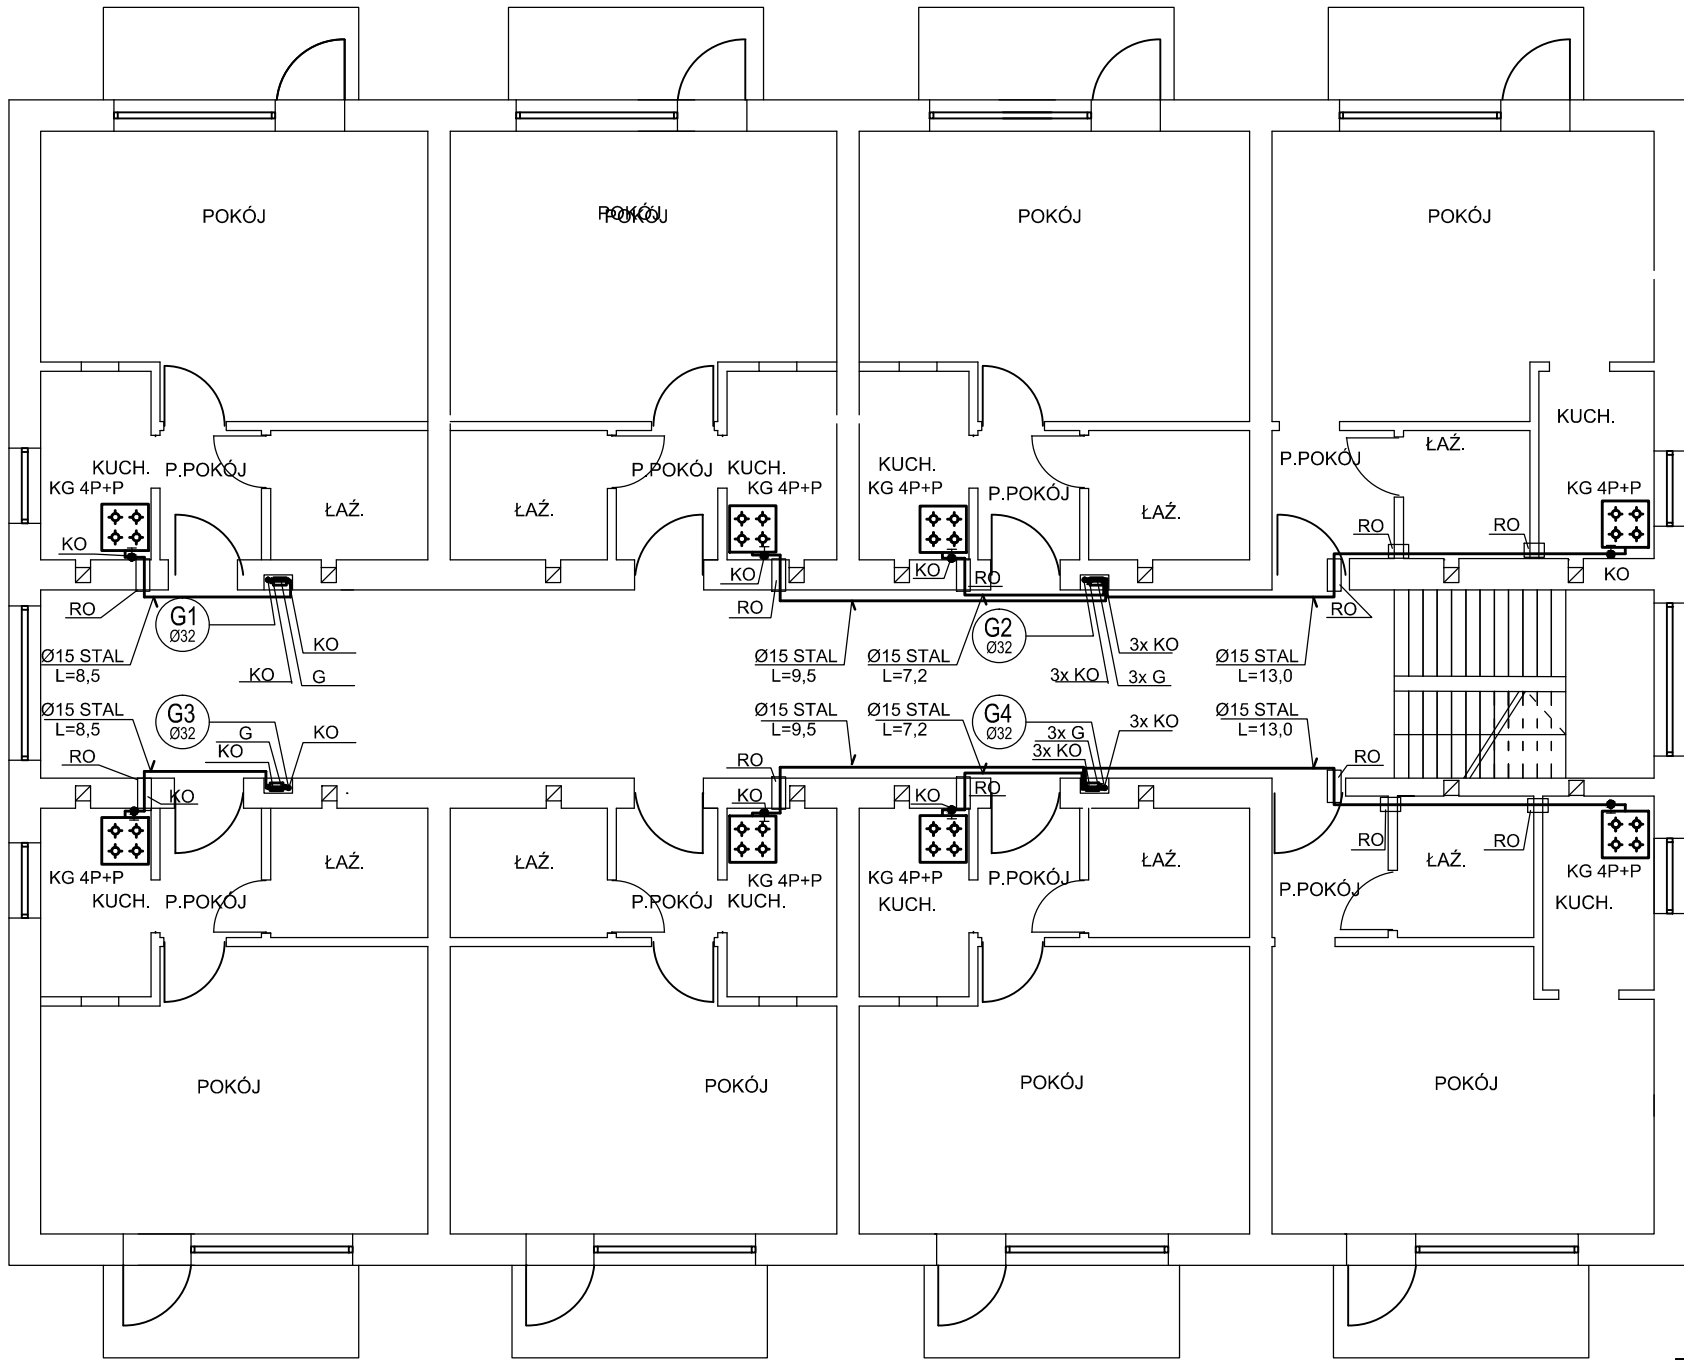 POKÓJ
POKÓJ
POKÓJ
POKÓJ
POKÓJ
KUCH.
P.POKÓJ
KG 4P+P
ŁAŹ.
KO
ŁAŹ.
P.POKÓJ
KUCH.
KG 4P+P
KO
KUCH.
KG 4P+P
P.POKÓJ
ŁAŹ.
KO
RO
P.POKÓJ
ŁAŹ.
KUCH.
KG 4P+P
RO
RO
KO
RO
G1
Ø32
KO
KO
G
RO
G2
Ø32
3x KO
3x KO
3x G
RO
Ø15 STAL
L=8,5
Ø15 STAL
L=9,5
Ø15 STAL
L=7,2
Ø15 STAL
L=13,0
Ø15 STAL
L=8,5
G3
Ø32
G
KO
KO
Ø15 STAL
L=9,5
Ø15 STAL
L=7,2
G4
Ø32
3x G
3x KO
3x KO
Ø15 STAL
L=13,0
RO
KO
RO
KO
KO
RO
RO
RO
RO
KG 4P+P
KUCH.
P.POKÓJ
ŁAŹ.
ŁAŹ.
P.POKÓJ
KG 4P+P
KUCH.
KG 4P+P
KUCH.
P.POKÓJ
ŁAŹ.
P.POKÓJ
ŁAŹ.
KG 4P+P
KUCH.
POKÓJ
POKÓJ
POKÓJ
POKÓJ